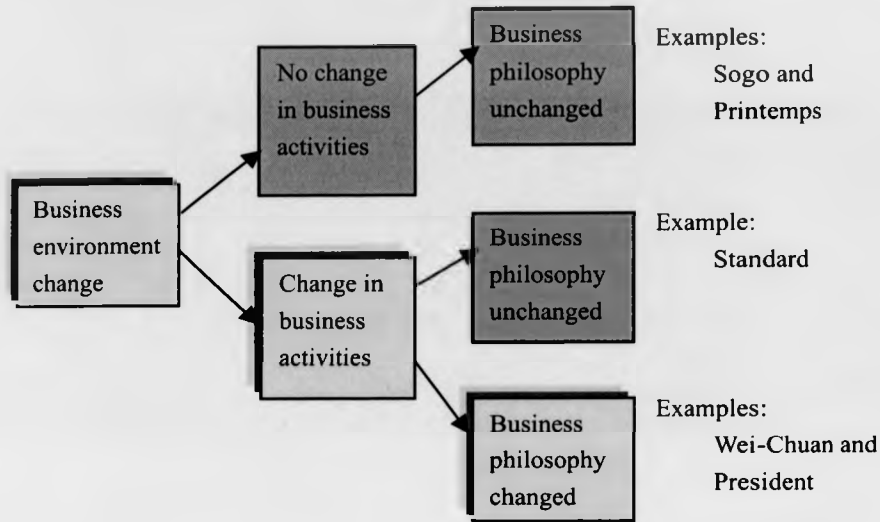 Business
environment
change
No change
in business
activities
Business
philosophy
unchanged
Examples:
Sogo and
Printemps
Change in
business
activities
Business
philosophy
unchanged
Example:
Standard
Business
philosophy
changed
Examples:
Wei-Chuan and
President